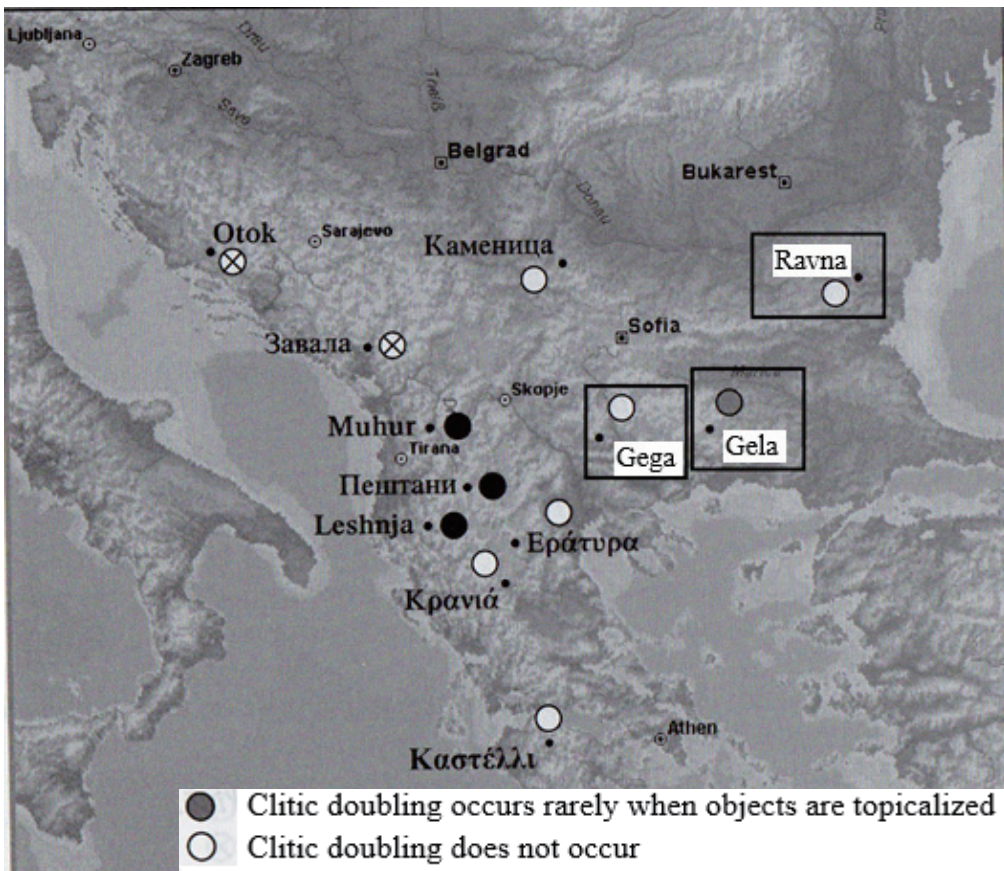 Ljubljana
Zagreb
Drau
Save
Theiß
Belgrad
Bukarest
Donau
Otok
Sarajevo
Каменица
Ravna
Завала
Sofia
Skopje
Marica
Muhur
Tirana
Gega
Gela
Пештани
Leshnja
Εράτυρα
Κρανιά
Καστέλλι
Athen
Clitic doubling occurs rarely when objects are topicalized
Clitic doubling does not occur